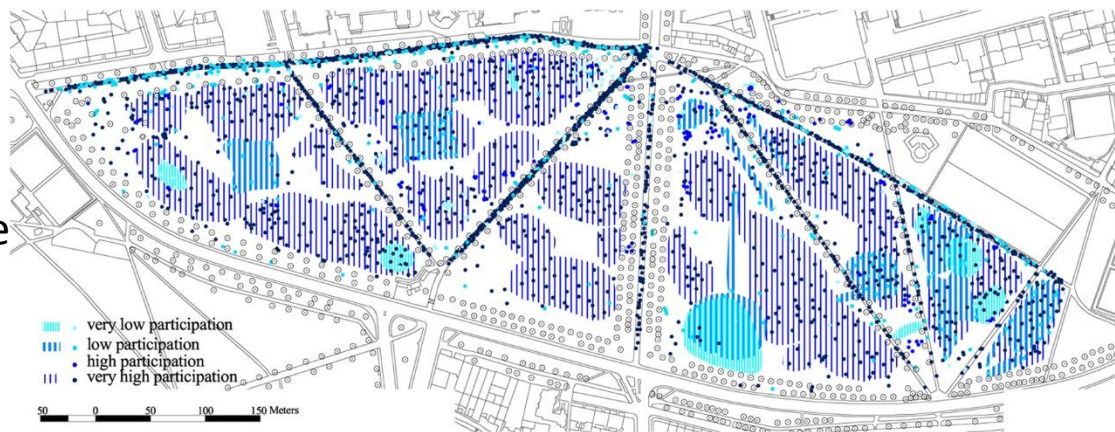 e
very low participation
low participation
high participation
very high participation
50 0 50 100 150 Meters